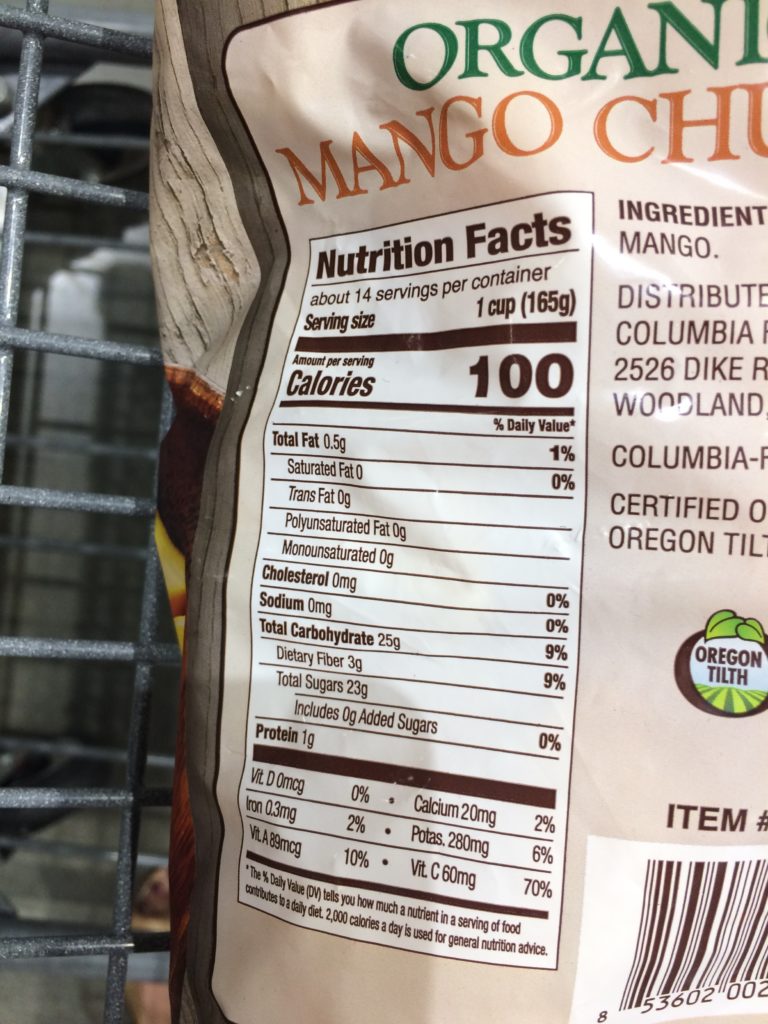 ORGANI
MANGO CHU
Nutrition Facts
about 14 servings per container
Serving size 1 cup (165g)
Amount per serving
Calories 100
% Daily Value*
Total Fat 0.5g 1%
Saturated Fat 0 0%
Trans Fat 0g
Polyunsaturated Fat 0g
Monounsaturated 0g
Cholesterol 0mg 0%
Sodium 0mg 0%
Total Carbohydrate 25g 9%
Dietary Fiber 3g 9%
Total Sugars 23g
Includes 0g Added Sugars 0%
Protein 1g
Vit. D 0mcg 0% • Calcium 20mg 2%
Iron 0.3mg 2% • Potas. 280mg 6%
Vit. A 89mcg 10% • Vit. C 60mg 70%
* The % Daily Value (DV) tells you how much a nutrient in a serving of food
contributes to a daily diet. 2,000 calories a day is used for general nutrition advice.
INGREDIENT
MANGO.
DISTRIBUTE
COLUMBIA F
2526 DIKE R
WOODLAND,
COLUMBIA-F
CERTIFIED O
OREGON TILT
OREGON
TILTH
ITEM #
8 53602 002